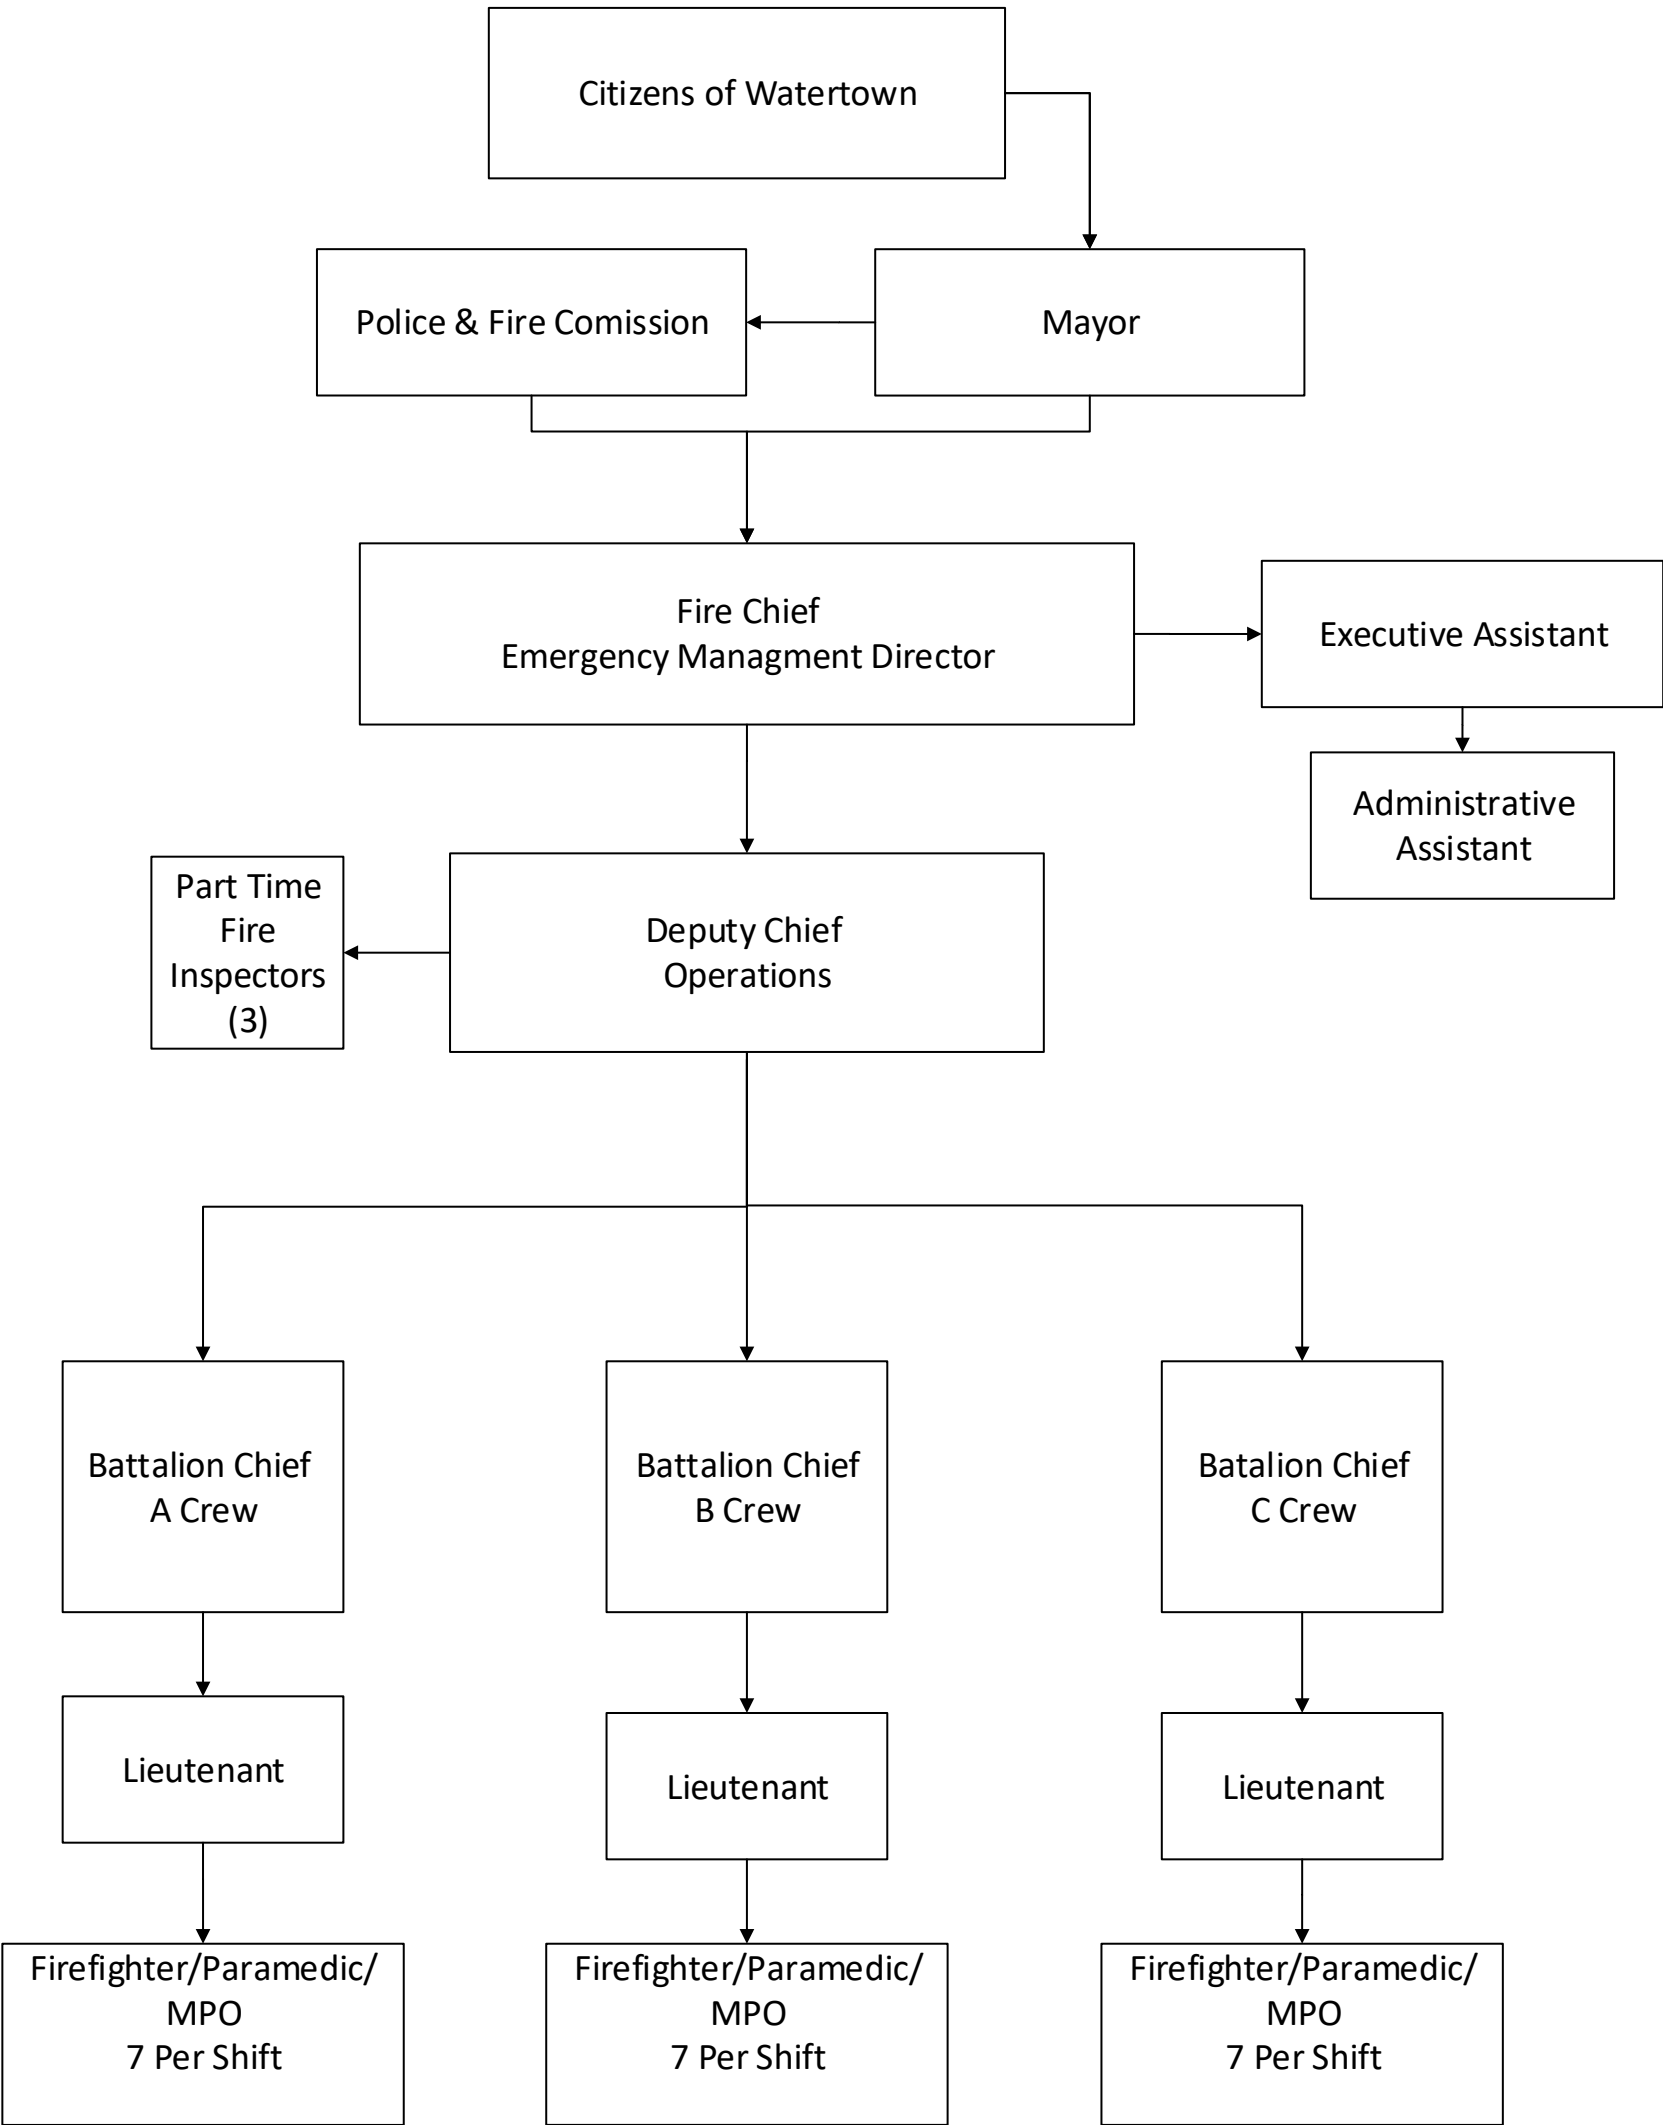 Citizens of Watertown
Police & Fire Comission
Mayor
Fire Chief
Emergency Managment Director
Executive Assistant
Administrative
Assistant
Part Time
Fire
Inspectors
(3)
Deputy Chief
Operations
Battalion Chief
A Crew
Battalion Chief
B Crew
Batalion Chief
C Crew
Lieutenant
Lieutenant
Lieutenant
Firefighter/Paramedic/
MPO
7 Per Shift
Firefighter/Paramedic/
MPO
7 Per Shift
Firefighter/Paramedic/
MPO
7 Per Shift